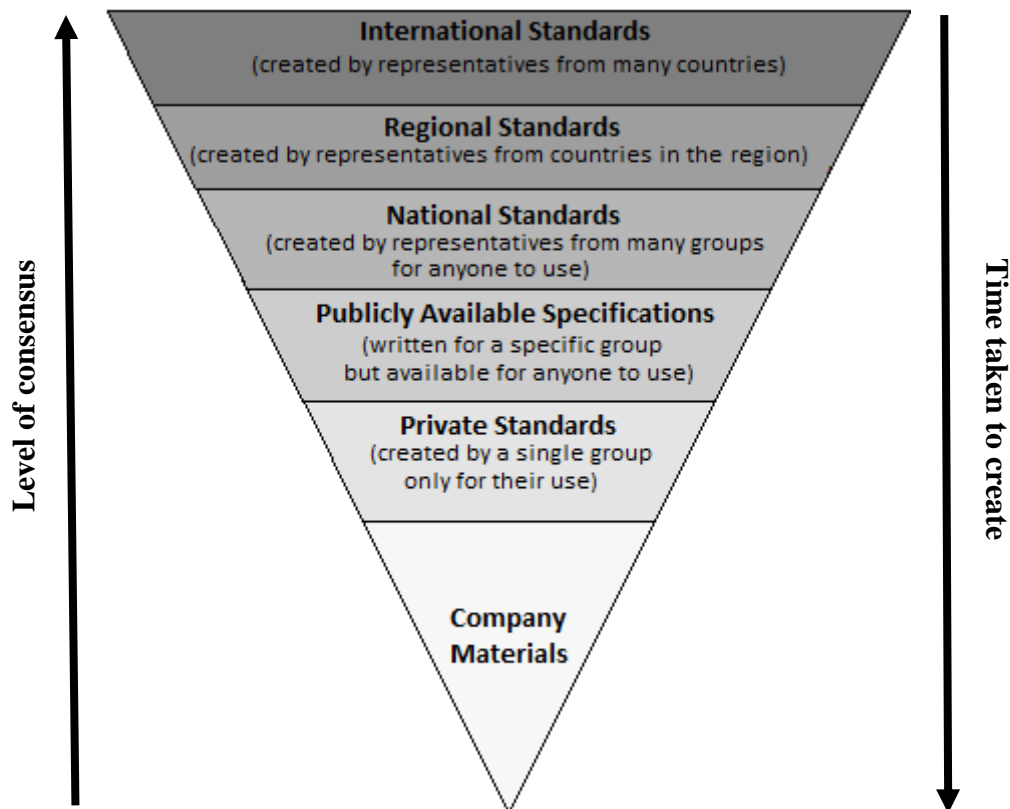 International Standards
(created by representatives from many countries)
Regional Standards
(created by representatives from countries in the region)
National Standards
(created by representatives from many groups
for anyone to use)
Publicly Available Specifications
(written for a specific group
but available for anyone to use)
Private Standards
(created by a single group
only for their use)
Company
Materials
Level of consensus
Time taken to create